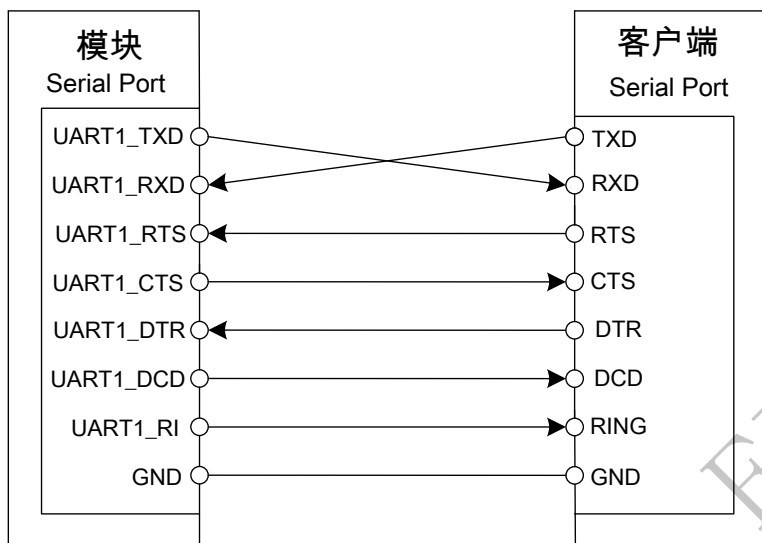 模块
Serial Port
UART1_TXD
UART1_RXD
UART1_RTS
UART1_CTS
UART1_DTR
UART1_DCD
UART1_RI
GND
客户端
Serial Port
TXD
RXD
RTS
CTS
DTR
DCD
RING
GND